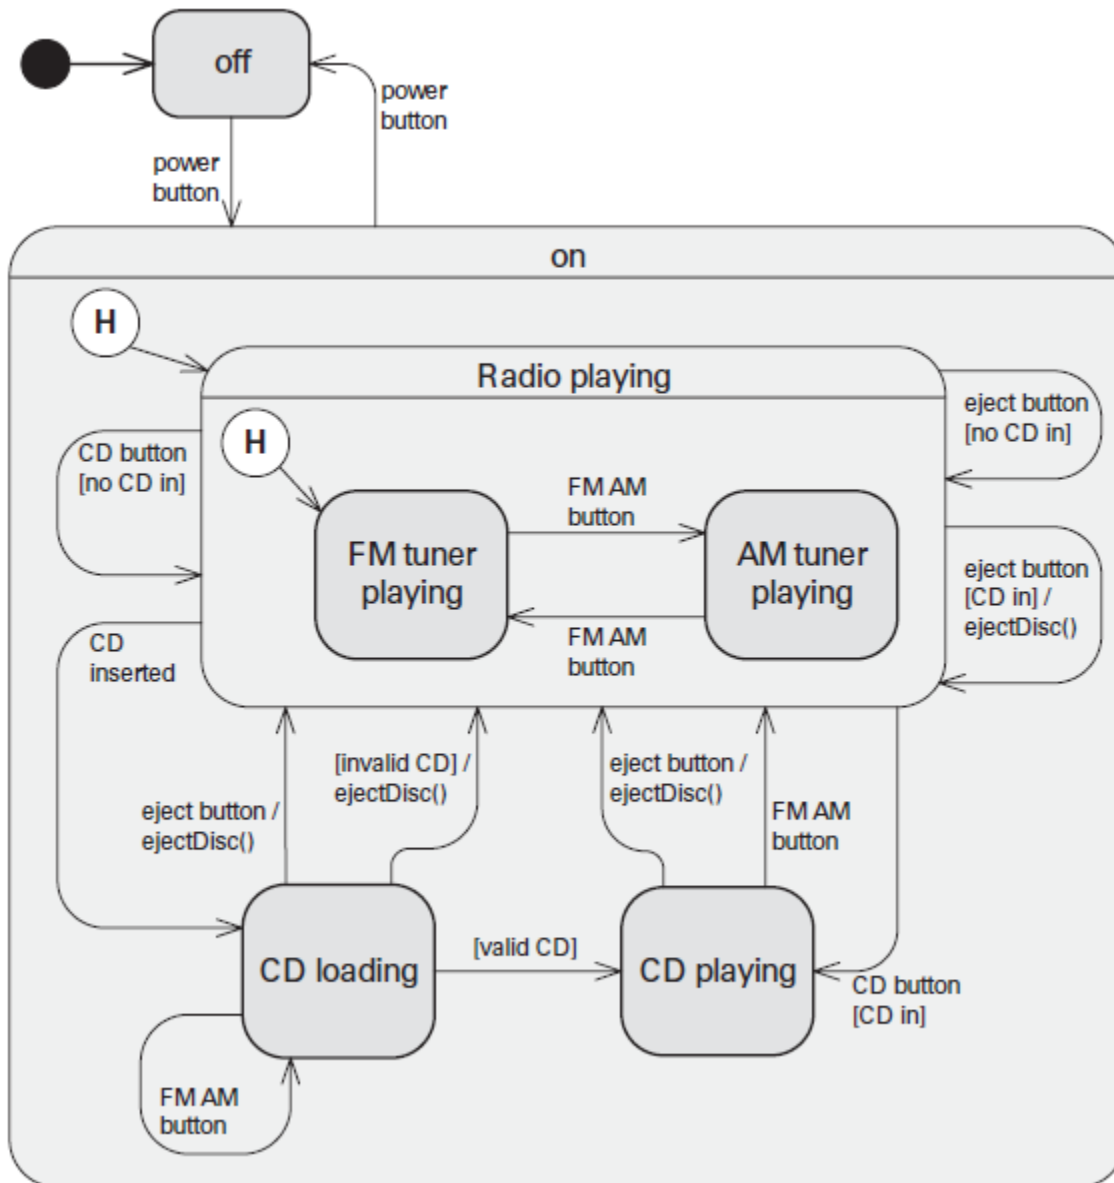 off
power
button
power
button
on
H
Radio playing
eject button
[no CD in]
CD button
[no CD in]
H
FM AM
button
FM tuner
playing
AM tuner
playing
eject button
[CD in] /
ejectDisc()
FM AM
button
CD
inserted
[invalid CD] /
ejectDisc()
eject button /
ejectDisc()
eject button /
ejectDisc()
FM AM
button
[valid CD]
CD loading
CD playing
CD button
[CD in]
FM AM
button